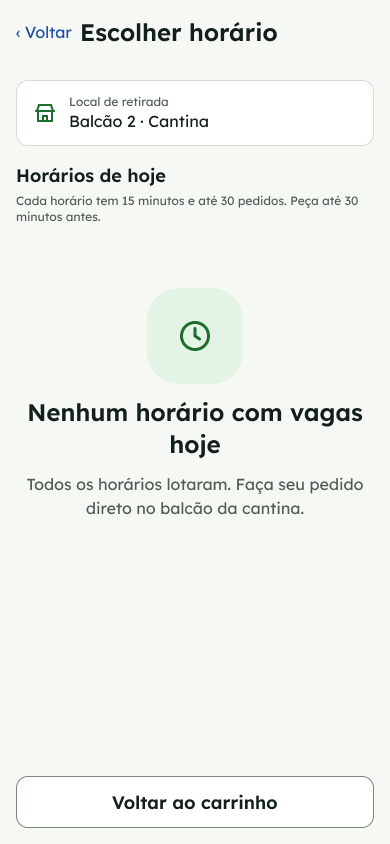 ‹ Voltar Escolher horário
Local de retirada
Balcão 2 · Cantina
Horários de hoje
Cada horário tem 15 minutos e até 30 pedidos. Peça até 30
minutos antes.
Nenhum horário com vagas
hoje
Todos os horários lotaram. Faça seu pedido
direto no balcão da cantina.
Voltar ao carrinho